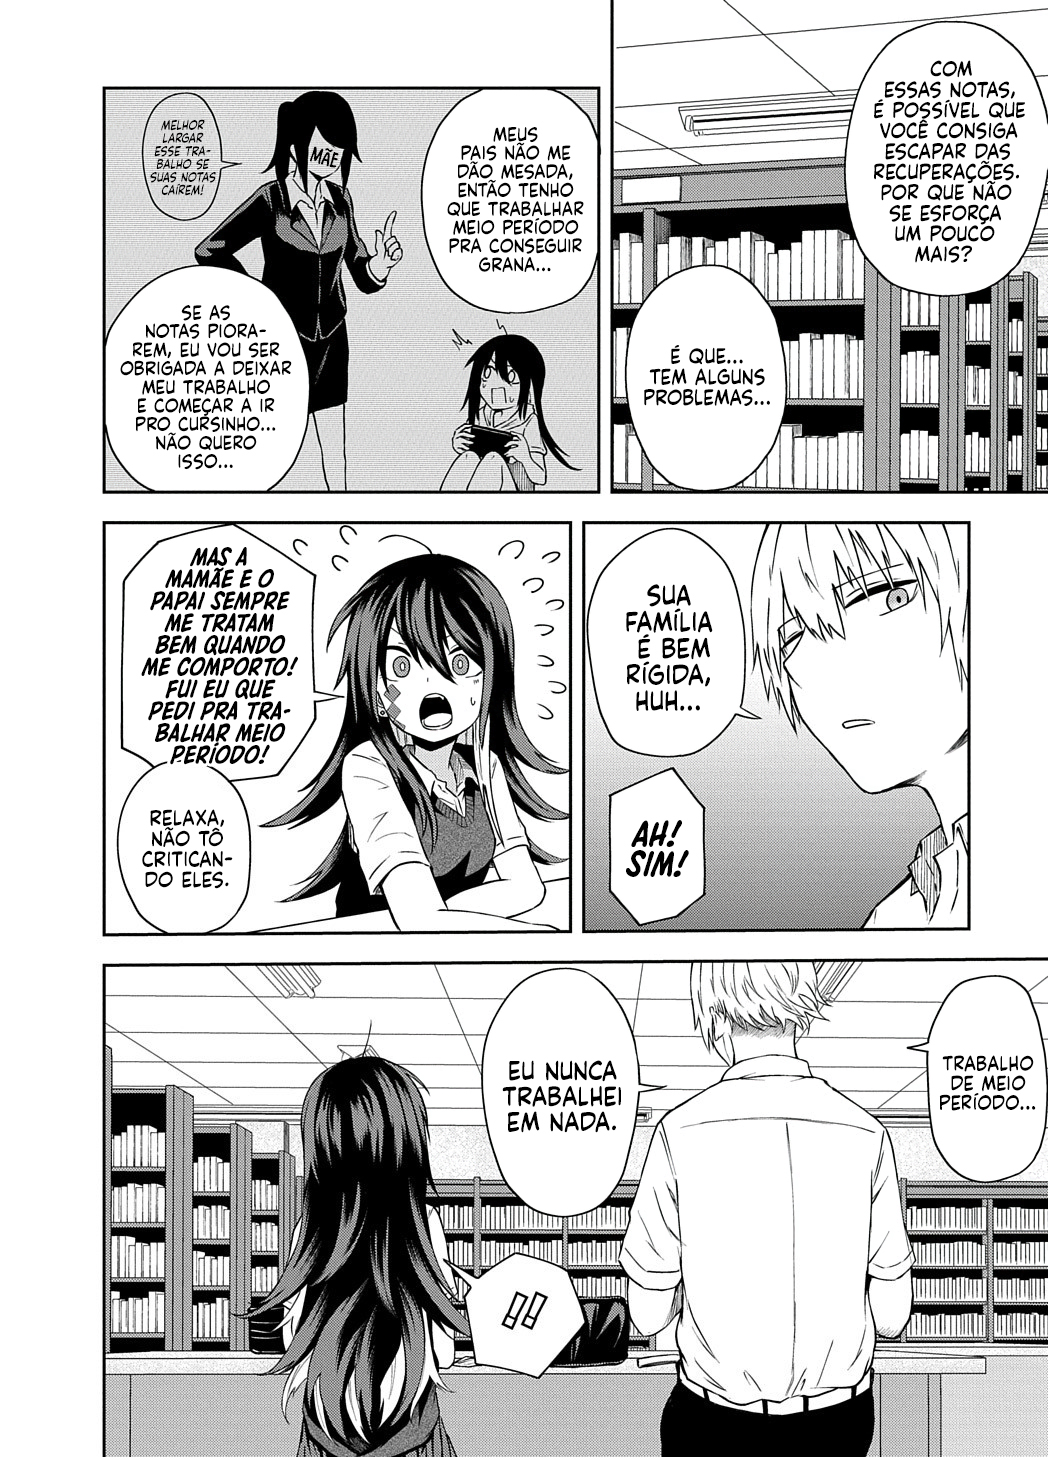 COM
ESSAS NOTAS,
É POSSÍVEL QUE
VOCÊ CONSIGA
ESCAPAR DAS
RECUPERAÇÕES.
POR QUE NÃO
SE ESFORÇA
UM POUCO
MAIS?
É QUE...
TEM ALGUNS
PROBLEMAS...
MEUS
PAIS NÃO ME
DÃO MESADA,
ENTÃO TENHO
QUE TRABALHAR
MEIO PERÍODO
PRA CONSEGUIR
GRANA...
MÃE
MELHOR
LARGAR
ESSE TRA-
BALHO SE
SUAS NOTAS
CAÍREM!
SE AS
NOTAS PIORA-
REM, EU VOU SER
OBRIGADA A DEIXAR
MEU TRABALHO
E COMEÇAR A IR
PRO CURSINHO...
NÃO QUERO
ISSO...
SUA
FAMÍLIA
É BEM
RÍGIDA,
HUH...
AH!
SIM!
MAS A
MAMÃE E O
PAPAI SEMPRE
ME TRATAM
BEM QUANDO
ME COMPORTO!
FUI EU QUE
PEDI PRA TRA-
BALHAR MEIO
PERÍODO!
RELAXA,
NÃO TÔ
CRITICAN-
DO ELES.
TRABALHO
DE MEIO
PERÍODO...
EU NUNCA
TRABALHEI
EM NADA.
!!